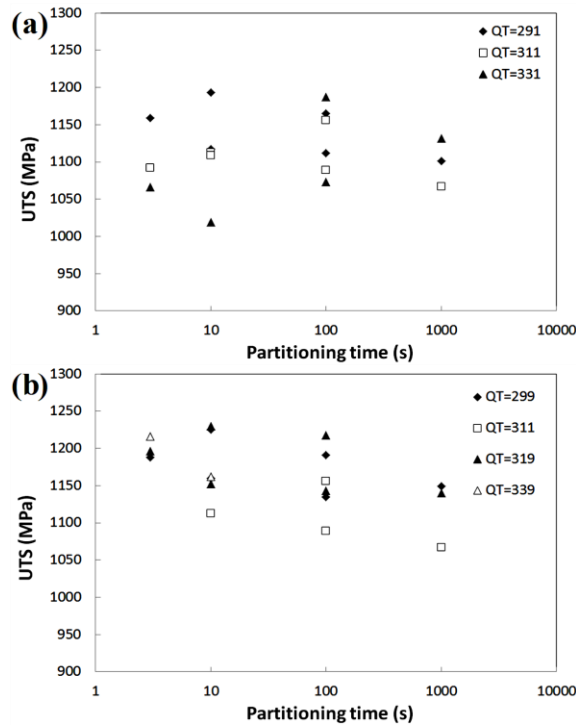 (a)
1300
1250
1200
1150
1100
1050
1000
950
900
UTS (MPa)
1 10 100 1000 10000
Partitioning time (s)
QT=291
QT=311
QT=331
(b)
1300
1250
1200
1150
1100
1050
1000
950
900
UTS (MPa)
1 10 100 1000 10000
Partitioning time (s)
QT=299
QT=311
QT=319
QT=339